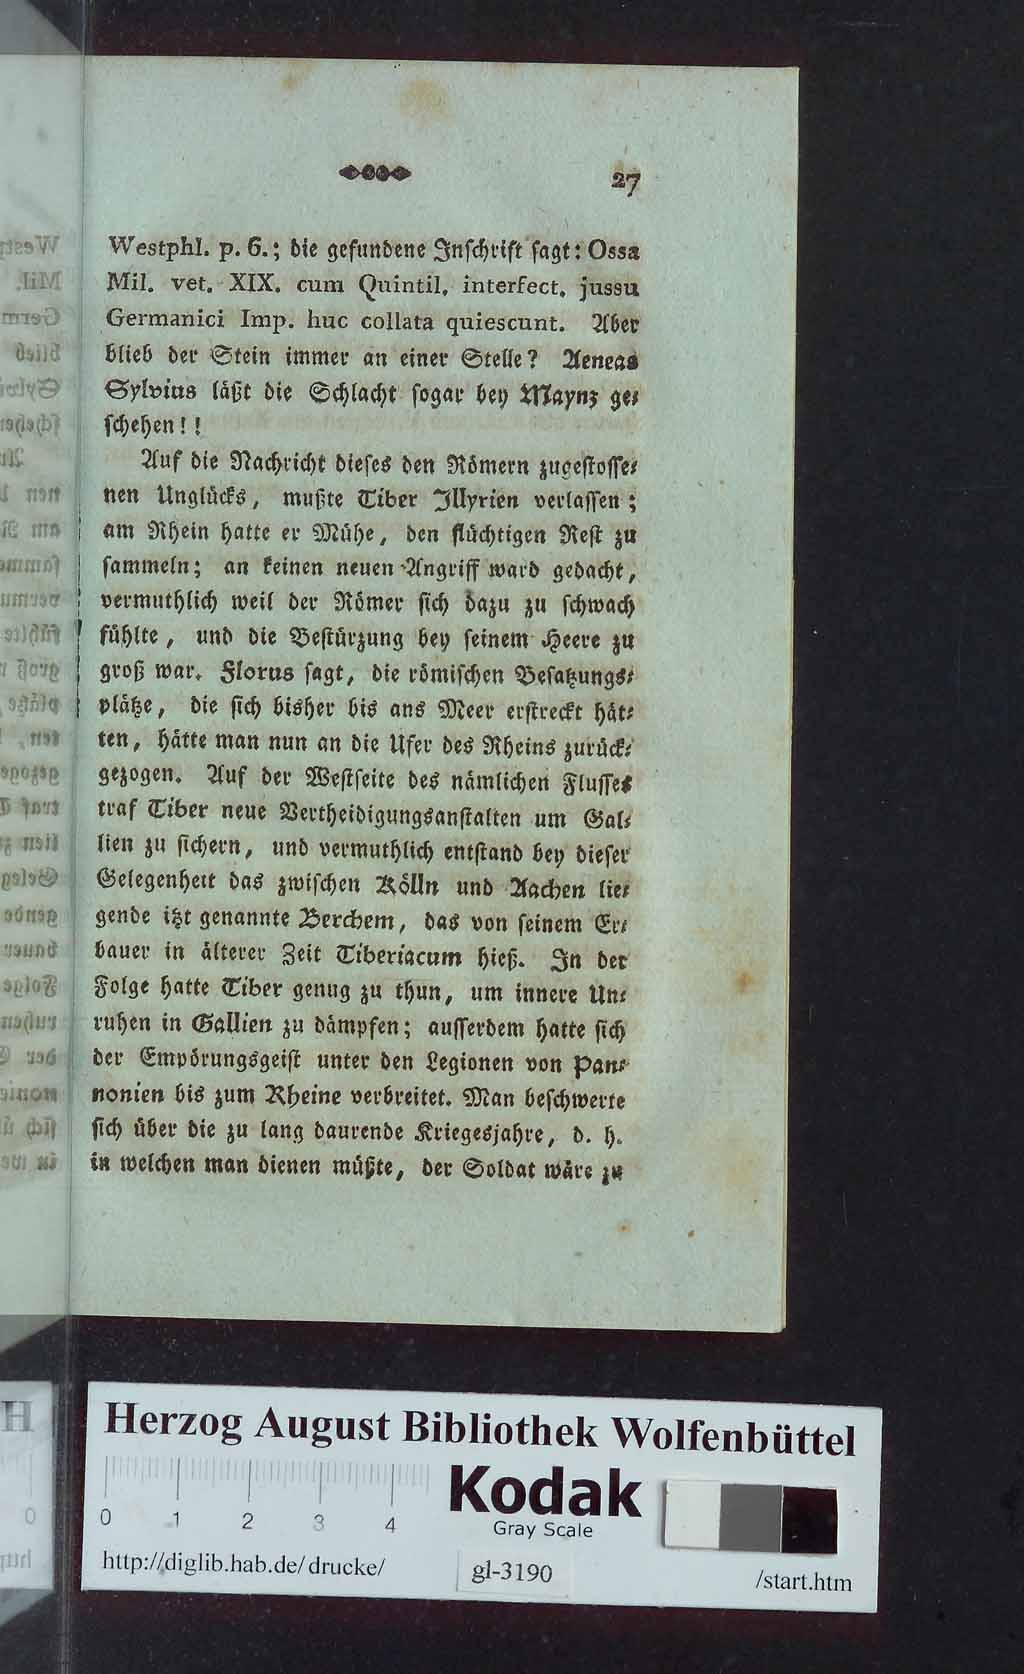 27
Westphl. p. 6.; die gefundene Inschrift sagt: Ossa
Mil. vet. XIX. cum Quintil. interfect. jussu
Germanici Imp. huc collata quiescunt. Aber
blieb der Stein immer an einer Stelle? Aeneas
Sylvius läßt die Schlacht sogar bey Maynz ge⸗
schehen!!
Auf die Nachricht dieses den Römern zugestosse⸗
nen Unglücks, mußte Tiber Illyrien verlassen;
am Rhein hatte er Mühe, den flüchtigen Rest zu
sammeln; an keinen neuen Angriff ward gedacht,
vermuthlich weil der Römer sich dazu zu schwach
fühlte, und die Bestürzung bey seinem Heere zu
groß war. Florus sagt, die römischen Besatzungs⸗
plätze, die sich bisher bis ans Meer erstreckt hät⸗
ten, hätte man nun an die Ufer des Rheins zurück⸗
gezogen. Auf der Westseite des nämlichen Flusses
traf Tiber neue Vertheidigungsanstalten um Gal⸗
lien zu sichern, und vermuthlich entstand bey dieser
Gelegenheit das zwischen Kölln und Aachen lie⸗
gende itzt genannte Berchem, das von seinem Er⸗
bauer in älterer Zeit Tiberiacum hieß. In der
Folge hatte Tiber genug zu thun, um innere Un⸗
ruhen in Gallien zu dämpfen; ausserdem hatte sich
der Empörungsgeist unter den Legionen von Pan⸗
nonien bis zum Rheine verbreitet. Man beschwerte
sich über die zu lang daurende Kriegesjahre, d. h.
in welchen man dienen müßte, der Soldat wäre zu
Herzog August Bibliothek Wolfenbüttel
Kodak
Gray Scale
0 1 2 3 4
http://diglib.hab.de/drucke/ gl-3190 /start.htm